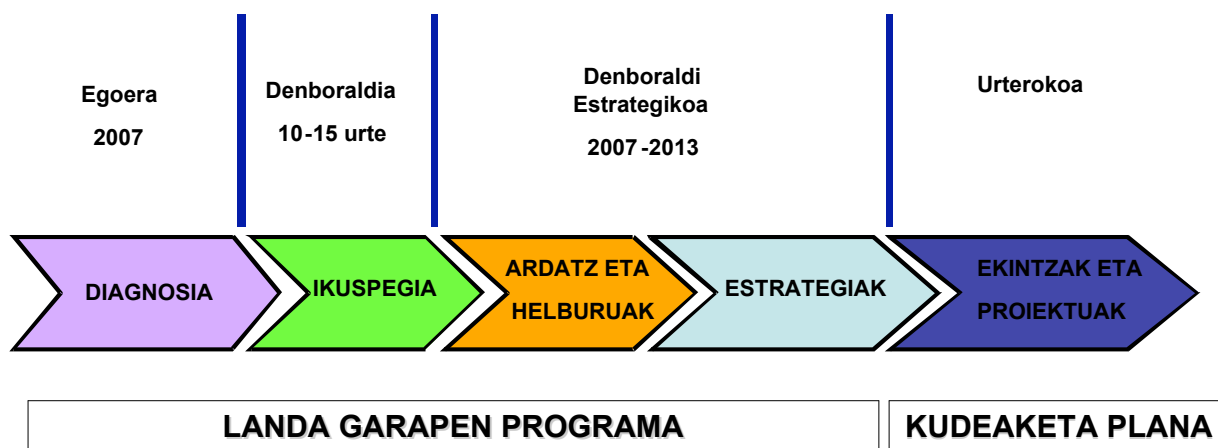 Egoera
2007
Denboraldia
10-15 urte
Denboraldi
Estrategikoa
2007-2013
Urterokoa
DIAGNOSIA
IKUSPEGIA
ARDATZ ETA
HELBURUAK
ESTRATEGIAK
EKINTZAK ETA
PROIEKTUAK
LANDA GARAPEN PROGRAMA
KUDEAKETA PLANA